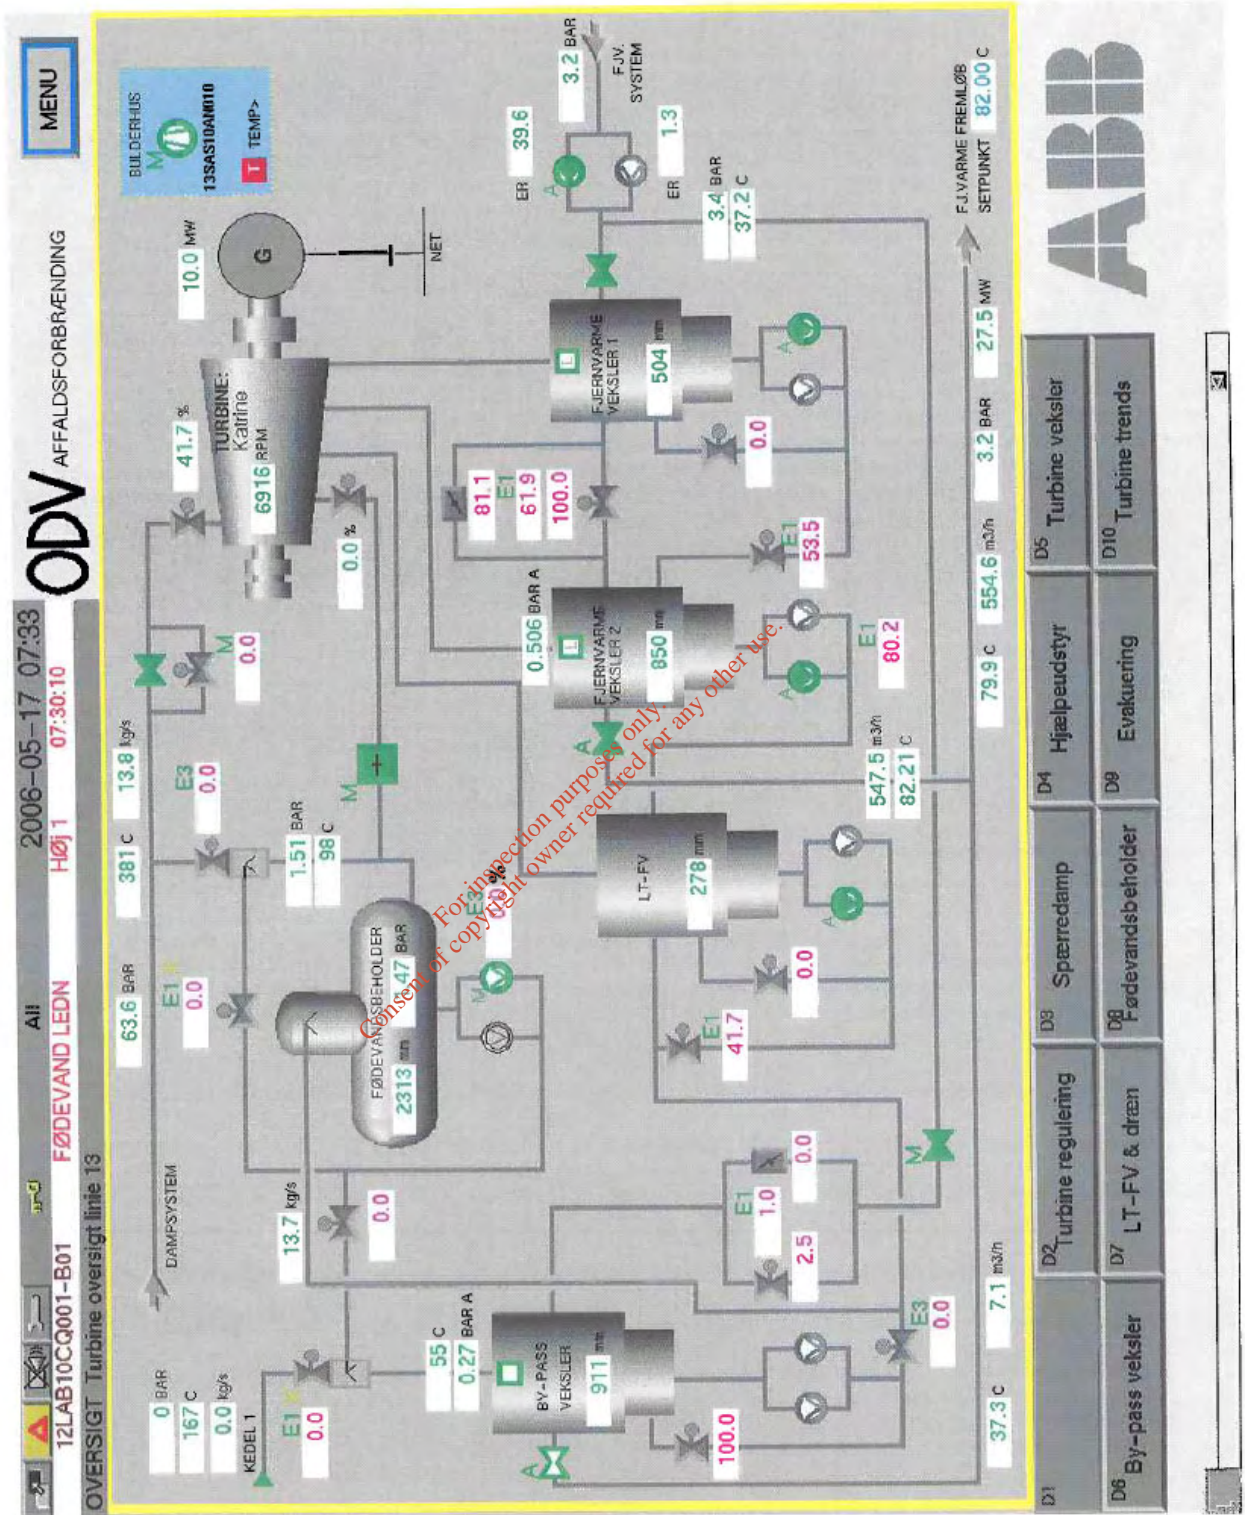 All
2006-05-17 07:33
ODV AFFALDSFORBRÆNDING
MENU
12LAB10CQ001-B01
FØDEVAND LEDN
Høj 1
07:30:10
OVERSIGT Turbine oversigt linie 13
0 BAR
167 C
0.0 kg/s
KEDEL 1
E1
0.0
DAMPSYSTEM
63.6 BAR
381 C
13.8 kg/s
E1
0.0
E3
0.0
M
0.0
41.7 %
10.0 MW
BULDERHUS
M
13SAS10AN010
T TEMP>
TURBINE:
Katrine
6916 RPM
G
NET
0.0 %
1.51 BAR
98 C
M
13.7 kg/s
0.0
FØDEVANDSBEHOLDER
2313 mm
47 BAR
M
E3
0.0 %
55 C
0.27 BAR A
BY-PASS
VEKSLER
911 mm
A
100.0
E1
1.0
0.0
2.5
M
E3
0.0
LT-FV
278 mm
A
E1
41.7
0.0
0.506 BAR A
L
FJERNVARME
VEKSLER 2
850 mm
A
A
E1
80.2
547.5 m3/h
82.21 C
81.1
E1
61.9
100.0
E1
53.5
L
FJERNVARME
VEKSLER 1
504 mm
A
0.0
ER
39.6
A
ER
1.3
3.2 BAR
FJV.
SYSTEM
3.4 BAR
37.2 C
FJ.VARME FREMLØB
SETPUNKT 82.00 C
37.3 C
7.1 m3/h
79.9 C
554.6 m3/h
3.2 BAR
27.5 MW
D1
D2 Turbine regulering
D3 Spærredamp
D4 Hjælpeudstyr
D5 Turbine veksler
D6 By-pass veksler
D7 LT-FV & dræn
D8 Fødevandsbeholder
D9 Evakuering
D10 Turbine trends
ABB
For inspection purposes only.
Consent of copyright owner required for any other use.